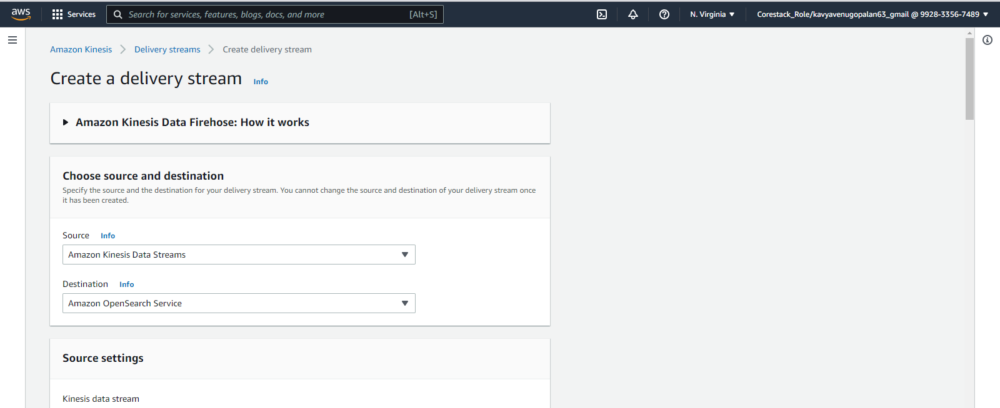 aws Services Search for services, features, blogs, docs, and more [Alt+S] N. Virginia Corestack_Role/kavyavenugopalan63_gmail @ 9928-3356-7489
Amazon Kinesis Delivery streams Create delivery stream
Create a delivery stream Info
Amazon Kinesis Data Firehose: How it works
Choose source and destination
Specify the source and the destination for your delivery stream. You cannot change the source and destination of your delivery stream once
it has been created.
Source Info
Amazon Kinesis Data Streams
Destination Info
Amazon OpenSearch Service
Source settings
Kinesis data stream